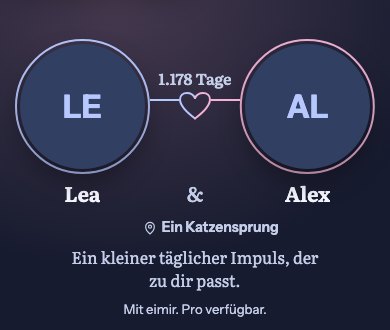 1.178 Tage
LE
AL
Lea & Alex
Ein Katzensprung
Ein kleiner täglicher Impuls, der
zu dir passt.
Mit eimir. Pro verfügbar.